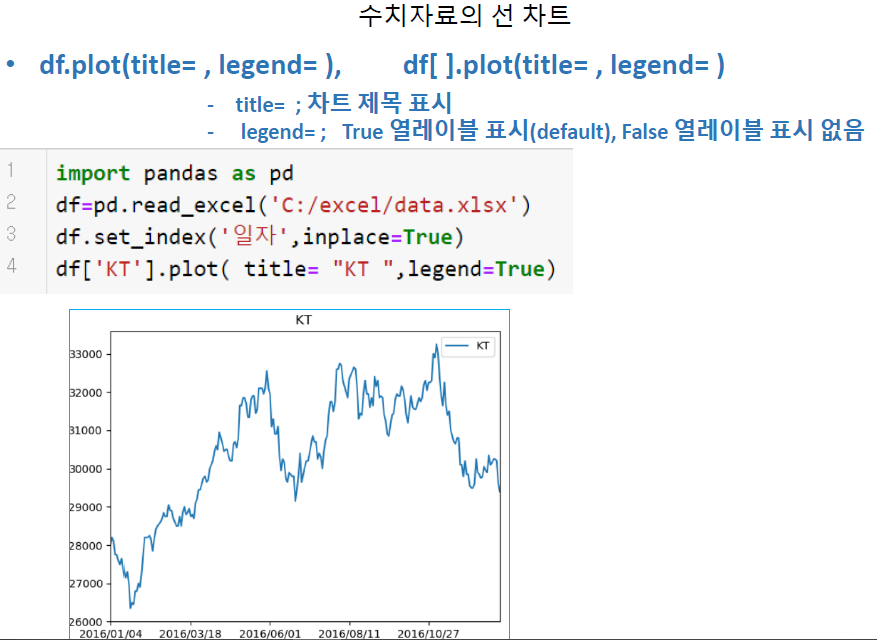 수치자료의 선 차트
• df.plot(title= , legend= ), df[ ].plot(title= , legend= )
- title= ; 차트 제목 표시
- legend= ; True 열레이블 표시(default), False 열레이블 표시 없음
1 import pandas as pd
2 df=pd.read_excel('C:/excel/data.xlsx')
3 df.set_index('일자',inplace=True)
4 df['KT'].plot( title= "KT ",legend=True)
KT
KT
33000
32000
31000
30000
29000
28000
27000
26000
2016/01/04 2016/03/18 2016/06/01 2016/08/11 2016/10/27